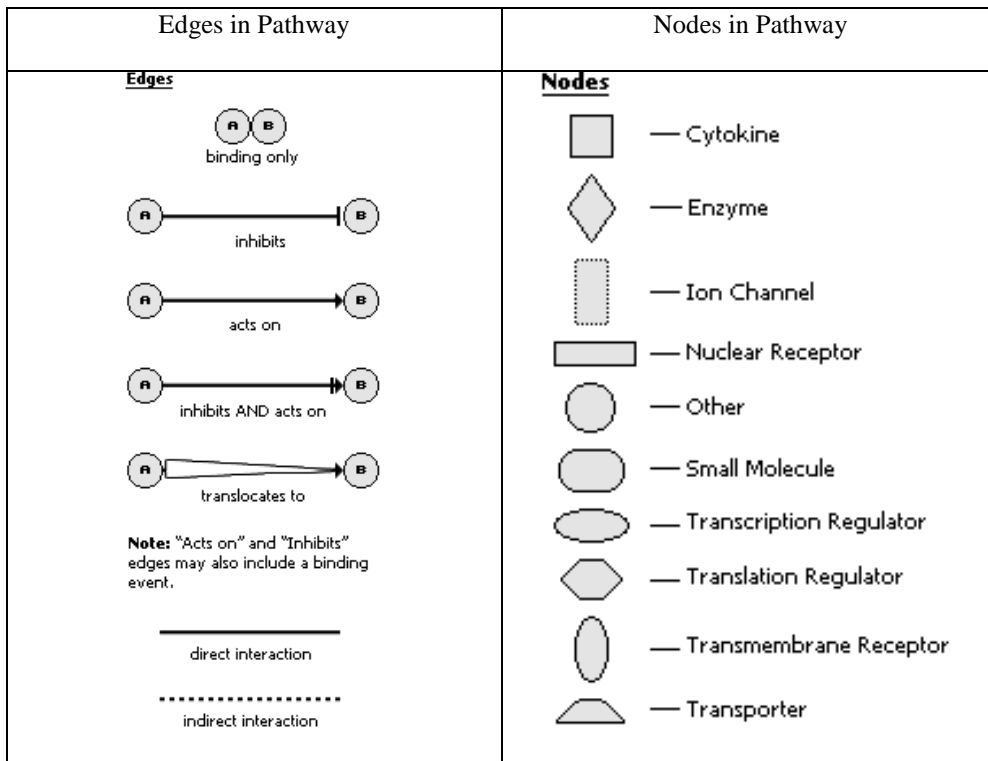 Edges in Pathway
Nodes in Pathway
Edges
A B
binding only
A B
inhibits
A B
acts on
A B
inhibits AND acts on
A B
translocates to
Note: "Acts on" and "Inhibits"
edges may also include a binding
event.
direct interaction
indirect interaction
Nodes
Cytokine
Enzyme
Ion Channel
Nuclear Receptor
Other
Small Molecule
Transcription Regulator
Translation Regulator
Transmembrane Receptor
Transporter